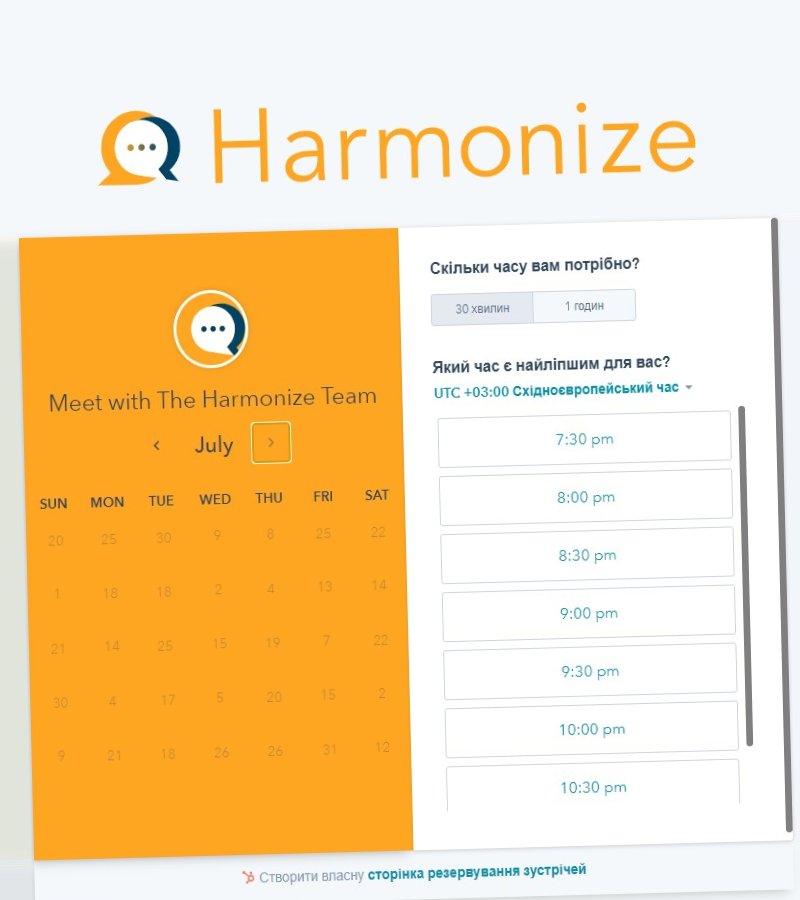 Harmonize
Meet with The Harmonize Team
July
SUN MON TUE WED THU FRI SAT
20 25 30 9 8 25 22
1 18 18 2 4 13 14
21 14 25 15 19 7 22
30 4 17 5 20 15 2
9 21 18 26 26 31 12
Скільки часу вам потрібно?
30 хвилин 1 годин
Який час є найліпшим для вас?
UTC +03:00 Східноєвропейський час
7:30 pm
8:00 pm
8:30 pm
9:00 pm
9:30 pm
10:00 pm
10:30 pm
Створити власну сторінка резервування зустрічей